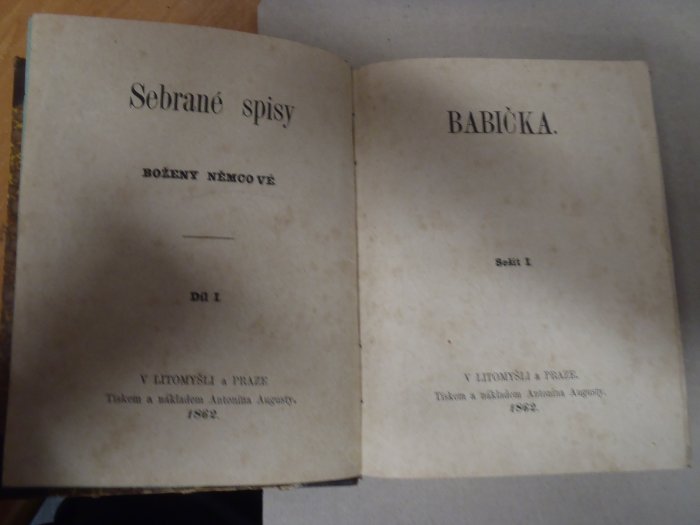 Sebrané spisy
BOŽENY NĚMCOVÉ
Díl I
V LITOMYŠLI a PRAZE
Tiskem a nákladem Antonína Augusty.
1862.
BABIČKA.
Sešit I
V LITOMYŠLI a PRAZE.
Tiskem a nákladem Antonína Augusty.
1862.